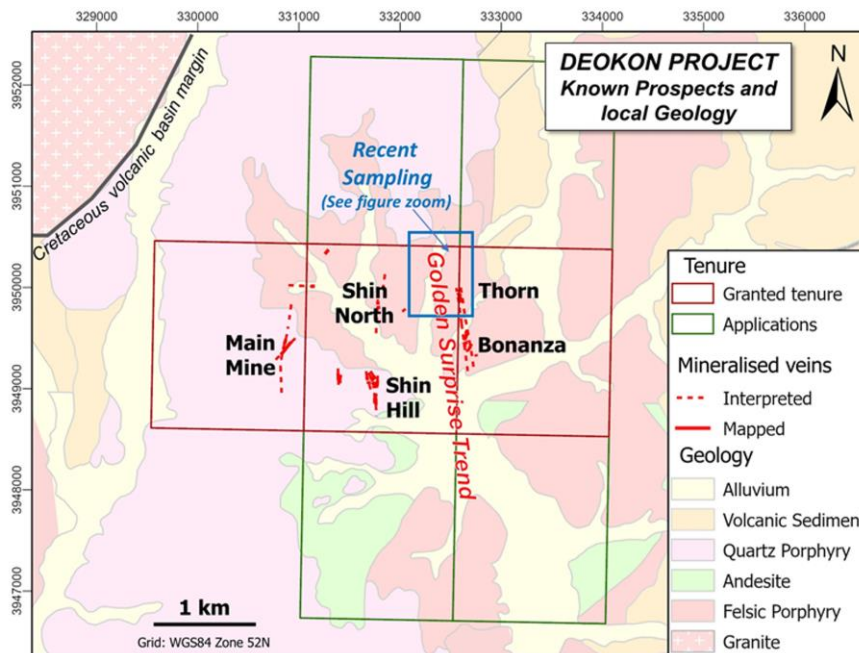 329000 330000 331000 332000 333000 334000 335000 336000
DEOKON PROJECT
Known Prospects and
local Geology
N
3952000
3951000
3950000
3949000
3948000
3947000
Cretaceous volcanic basin margin
Recent
Sampling
(See figure zoom)
Golden Surprise Trend
Shin
North
Thorn
Bonanza
Main
Mine
Shin
Hill
1 km
Grid: WGS84 Zone 52N
Tenure
Granted tenure
Applications
Mineralised veins
Interpreted
Mapped
Geology
Alluvium
Volcanic Sedimen
Quartz Porphyry
Andesite
Felsic Porphyry
Granite